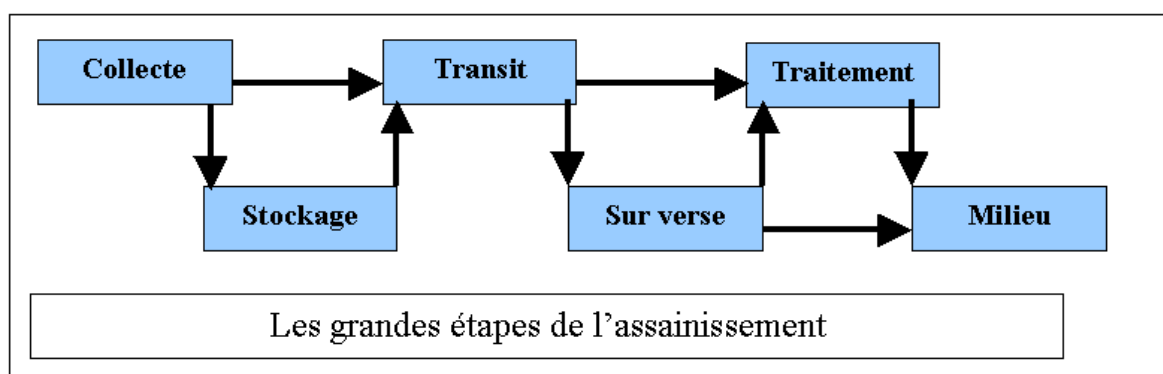 Collecte
Transit
Traitement
Stockage
Sur verse
Milieu
Les grandes étapes de l’assainissement